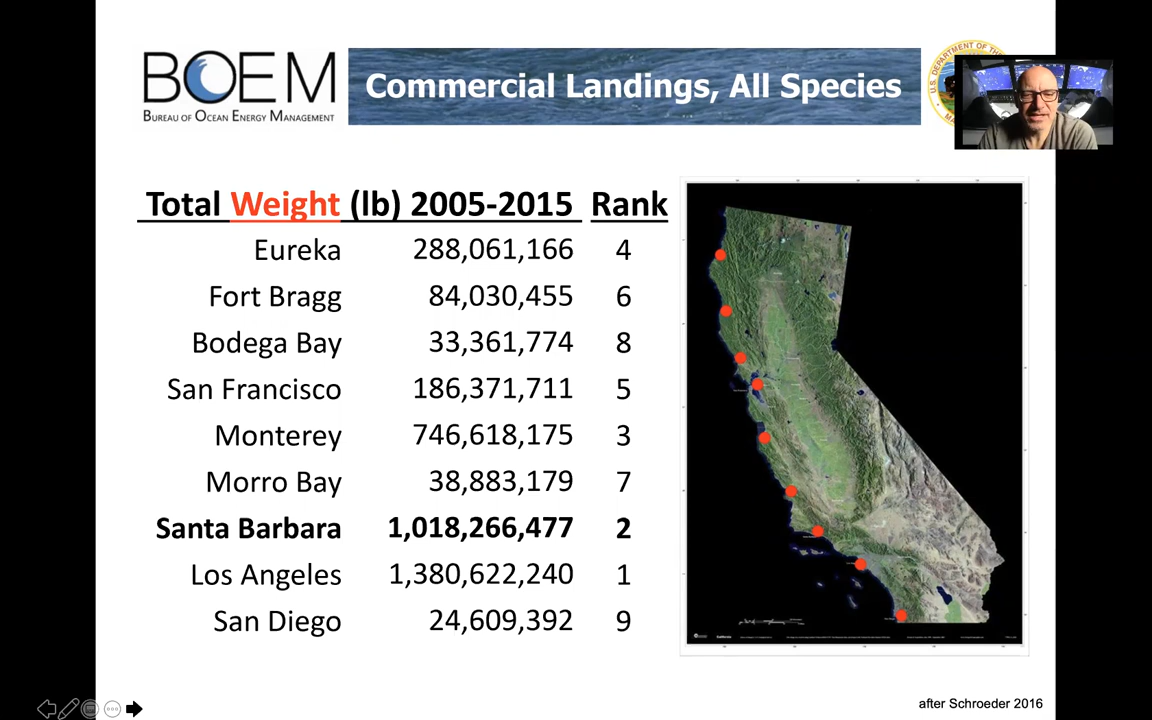 BOEM
BUREAU OF OCEAN ENERGY MANAGEMENT
Commercial Landings, All Species
U.S. DEPARTMENT OF THE
Total Weight (lb) 2005-2015 Rank
Eureka 288,061,166 4
Fort Bragg 84,030,455 6
Bodega Bay 33,361,774 8
San Francisco 186,371,711 5
Monterey 746,618,175 3
Morro Bay 38,883,179 7
Santa Barbara 1,018,266,477 2
Los Angeles 1,380,622,240 1
San Diego 24,609,392 9
after Schroeder 2016